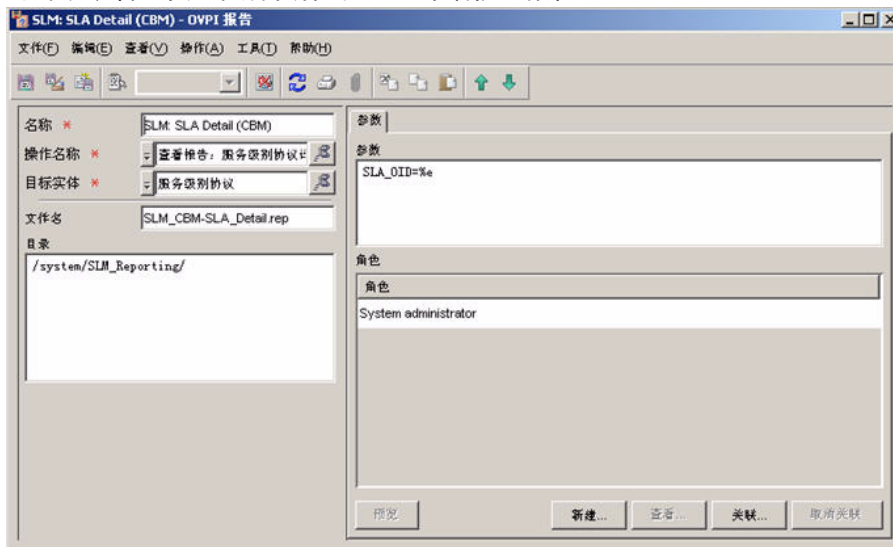 SLM: SLA Detail (CBM) - OVPI 报告
文件(F) 编辑(E) 查看(V) 操作(A) 工具(T) 帮助(H)
名称 *
SLM: SLA Detail (CBM)
操作名称 *
查看报告: 服务级别协议
目标实体 *
服务级别协议
文件名
SLM_CBM-SLA_Detail.rep
目录
/system/SLM_Reporting/
参数
参数
SLA_OID=%e
角色
角色
System administrator
预览
新建...
查看...
关联...
取消关联